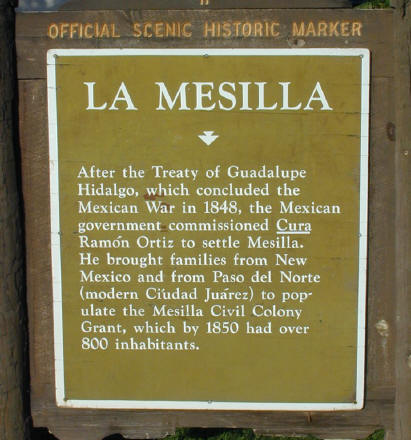 OFFICIAL SCENIC HISTORIC MARKER
LA MESILLA
After the Treaty of Guadalupe
Hidalgo, which concluded the
Mexican War in 1848, the Mexican
government commissioned Cura
Ramón Ortiz to settle Mesilla.
He brought families from New
Mexico and from Paso del Norte
(modern Ciudad Juárez) to pop-
ulate the Mesilla Civil Colony
Grant, which by 1850 had over
800 inhabitants.